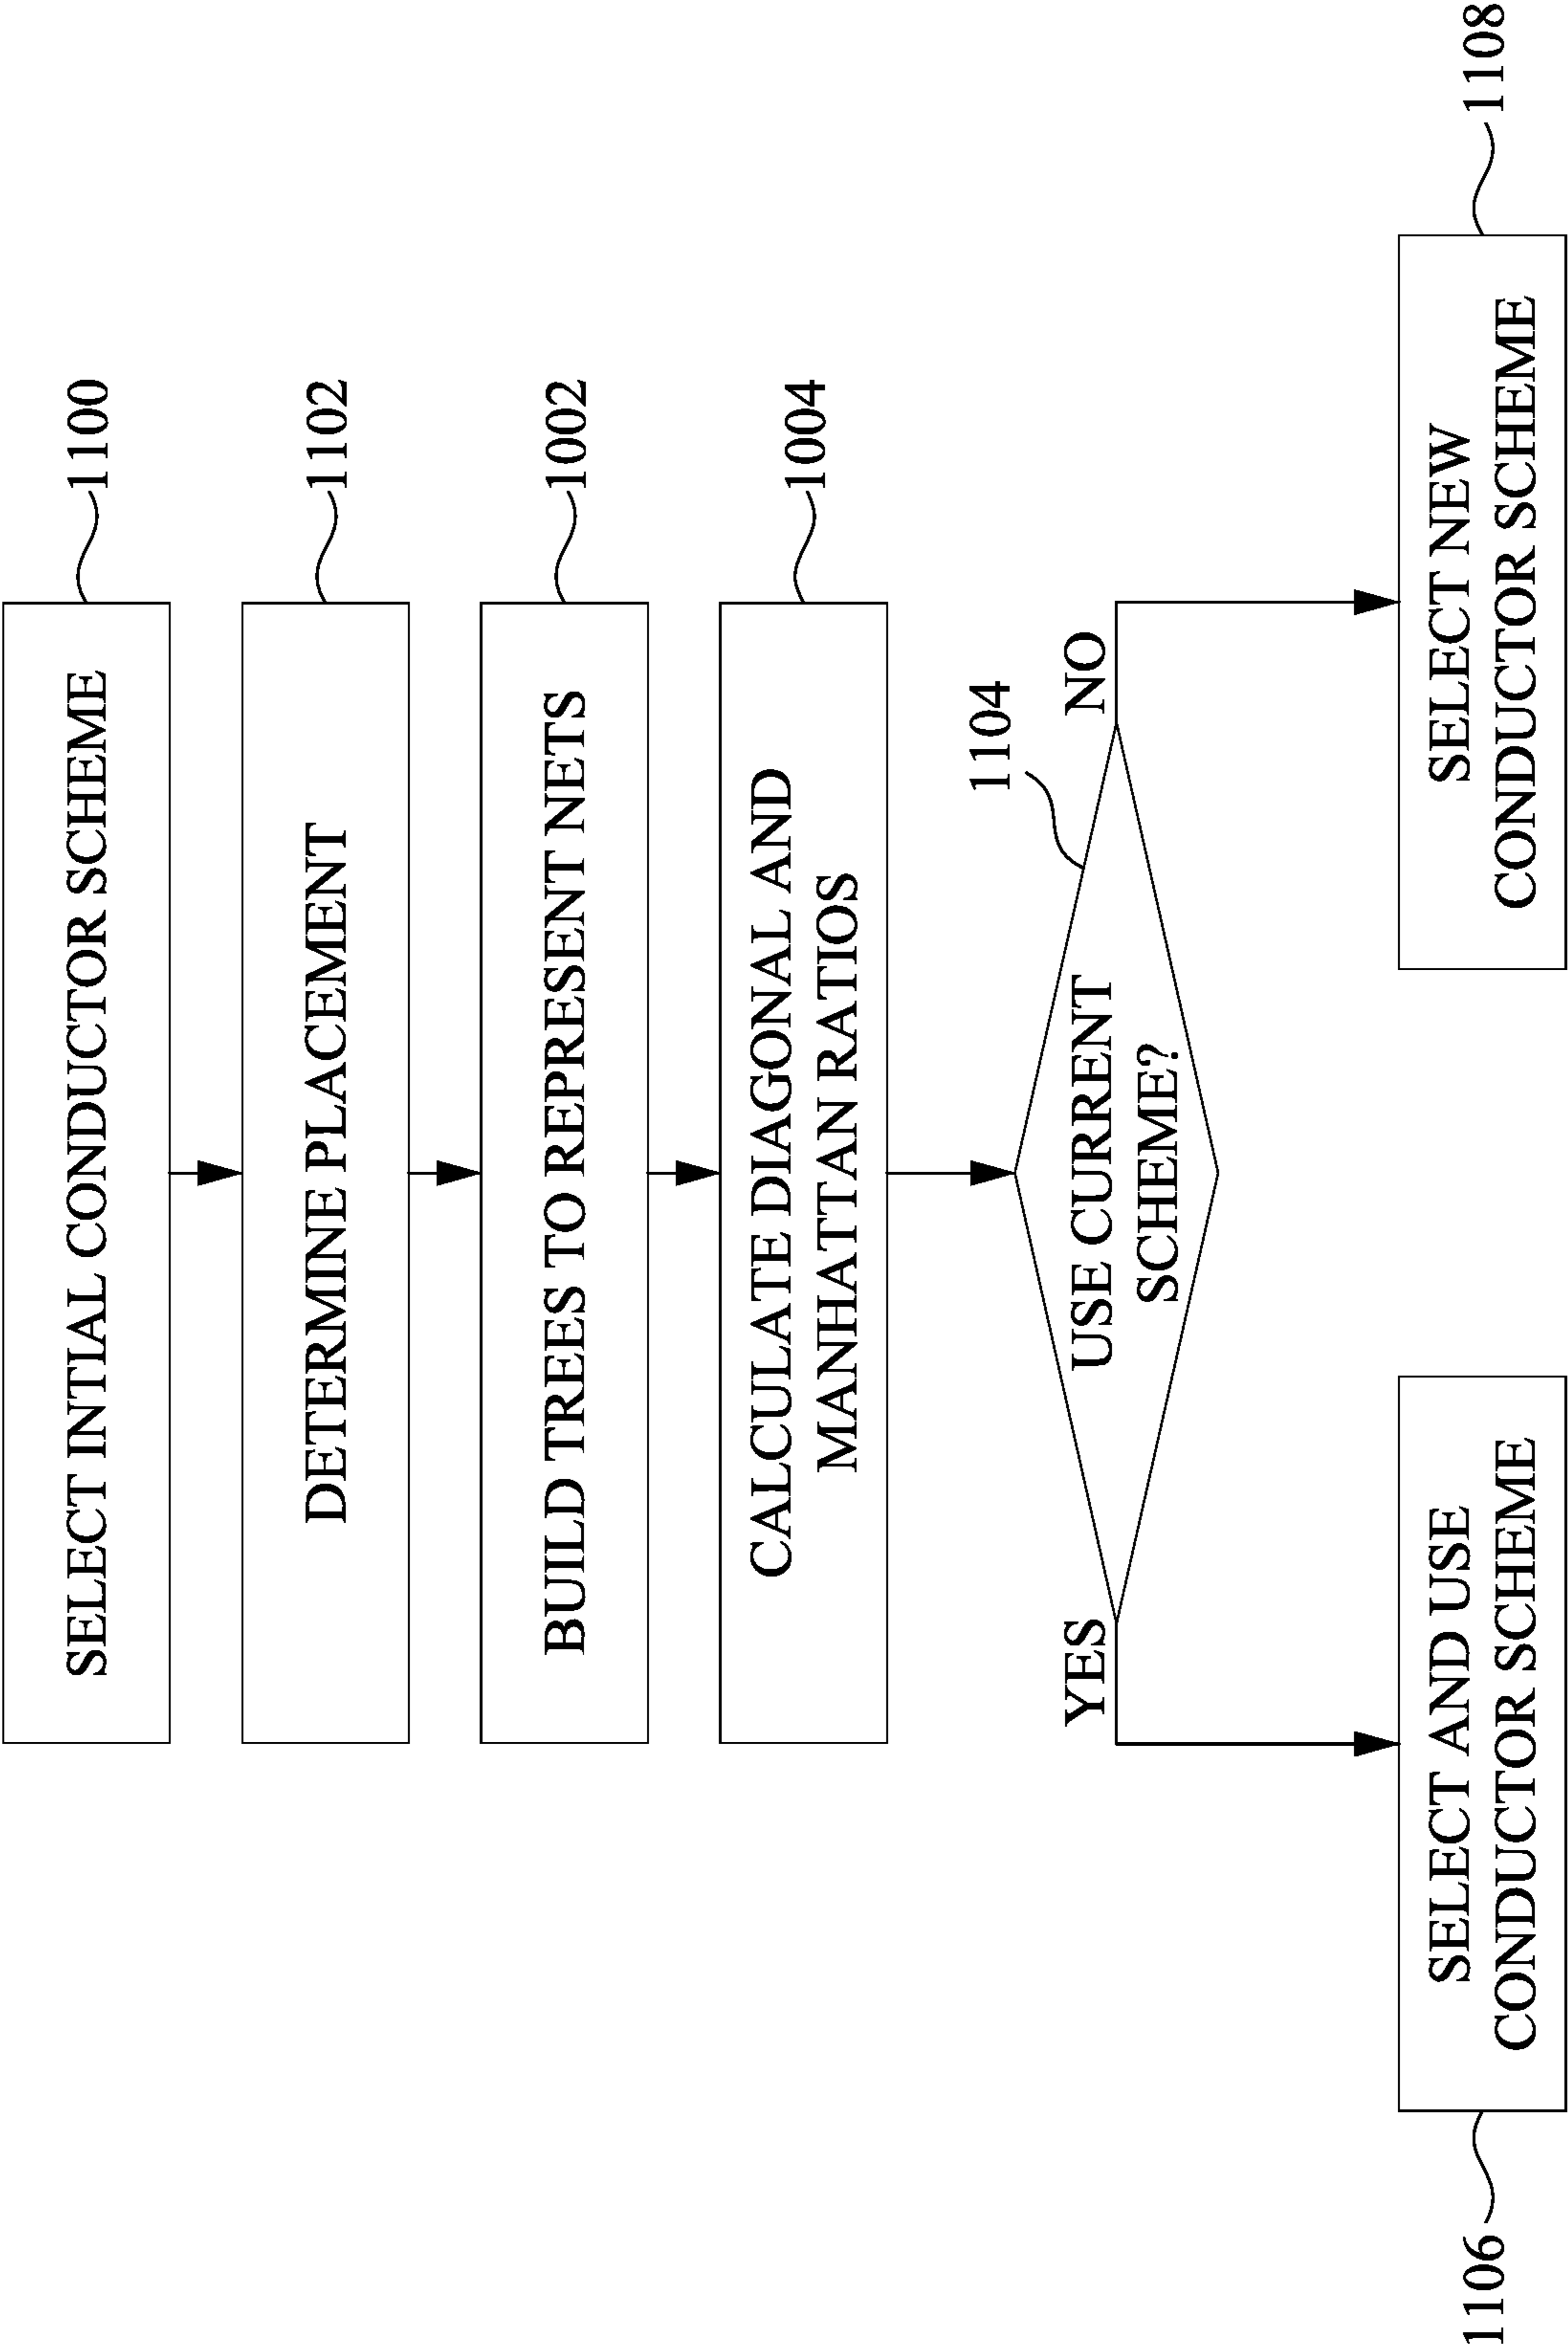 SELECT INTIAL CONDUCTOR SCHEME
1100
DETERMINE PLACEMENT
1102
BUILD TREES TO REPRESENT NETS
1002
CALCULATE DIAGONAL AND
MANHATTAN RATIOS
1004
1104
USE CURRENT
SCHEME?
YES
NO
SELECT AND USE
CONDUCTOR SCHEME
1106
SELECT NEW
CONDUCTOR SCHEME
1108